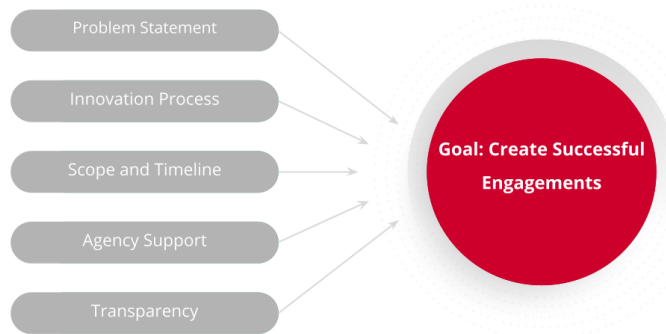 Problem Statement
Innovation Process
Scope and Timeline
Agency Support
Transparency
Goal: Create Successful
Engagements